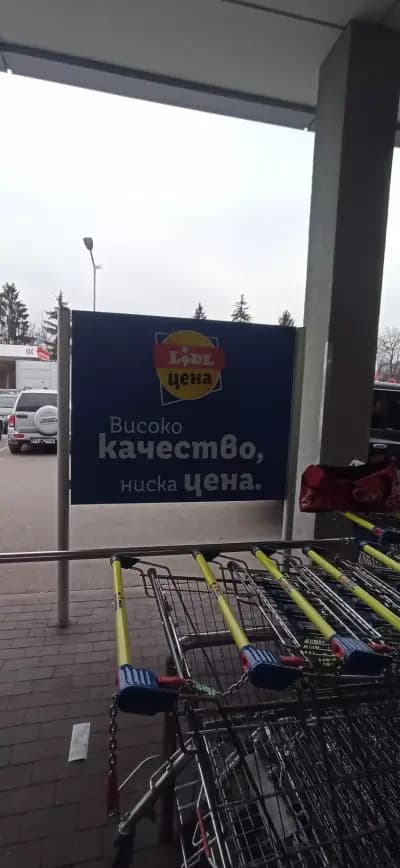 LIDL
цена
Високо
качество,
ниска цена.